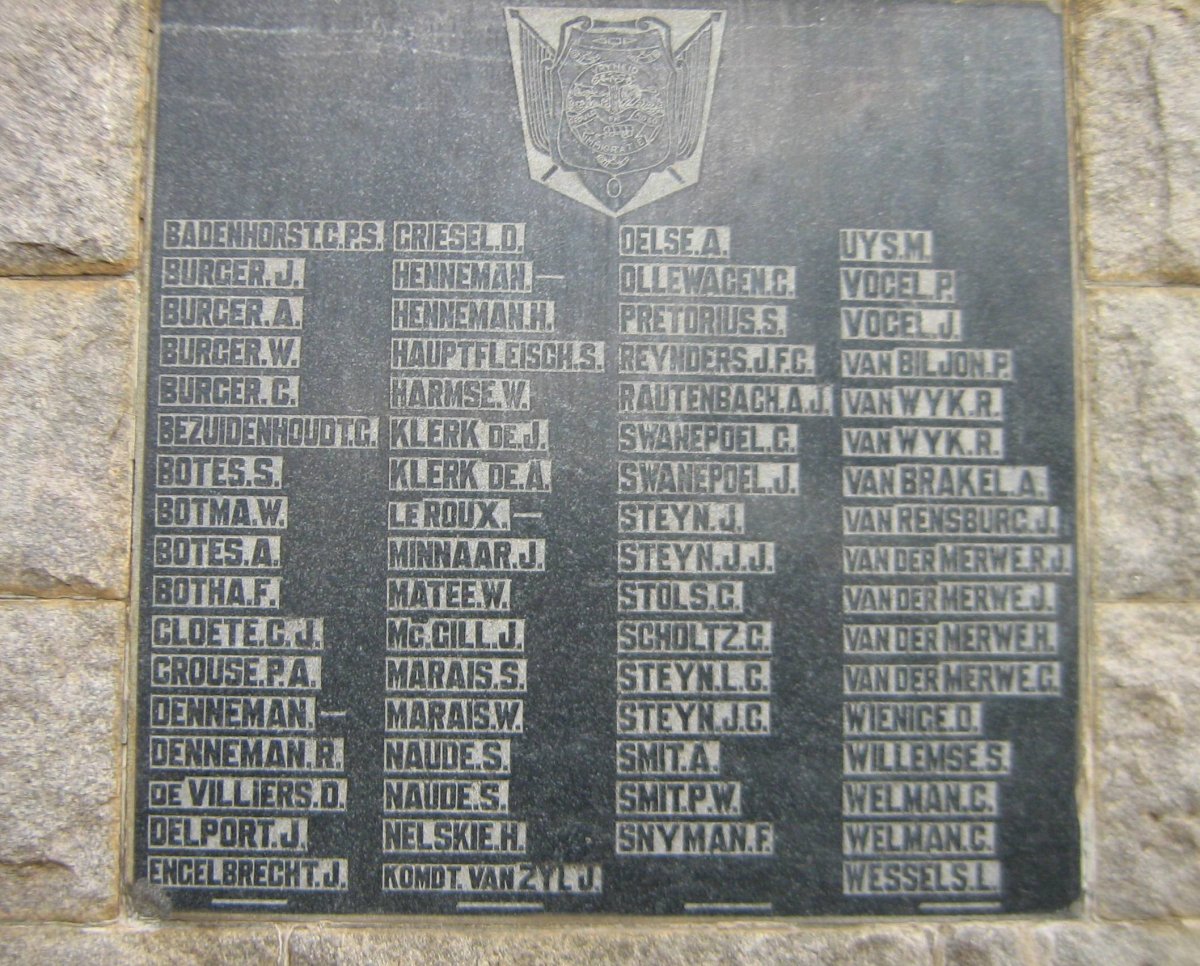 BADENHORST.C.P.S.
BURGER.J.
BURGER.A.
BURGER.W.
BURGER.C.
BEZUIDENHOUDT.C.
BOTES.S.
BOTMA.W.
BOTES.A.
BOTHA.F.
CLOETE.C.J.
CROUSE.P.A.
DENNEMAN.—
DENNEMAN.R.
DE VILLIERS.D.
DELPORT.J.
ENGELBRECHT.J.
GRIESEL.D.
HENNEMAN.—
HENNEMAN.H.
HAUPTFLEISCH.S.
HARMSE.W.
KLERK DE.J.
KLERK DE.A.
LE ROUX.—
MINNAAR.J.
MATEE.W.
MC.GILL.J.
MARAIS.S.
MARAIS.W.
NAUDE.S.
NAUDE.S.
NELSKIE.H.
KOMDT. VAN ZYL J.
OELSE.A.
OLLEWAGEN.C.
PRETORIUS.S.
REYNDERS.J.F.C.
RAUTENBACH.A.J.
SWANEPOEL.C.
SWANEPOEL.J.
STEYN.J.
STEYN.J.J.
STOLS.C.
SCHOLTZ.C.
STEYN.L.C.
STEYN.J.C.
SMIT.A.
SMIT.P.W.
SNYMAN.F.
UYS.M.
VOGEL.P.
VOGEL.J.
VAN BILJON.P.
VAN WYK.R.
VAN WYK.R.
VAN BRAKEL.A.
VAN RENSBURG.J.
VAN DER MERWE.R.J.
VAN DER MERWE.J.
VAN DER MERWE.H.
VAN DER MERWE.C.
WIENICE.D.
WILLEMSE.S.
WELMAN.C.
WELMAN.C.
WESSELS.L.